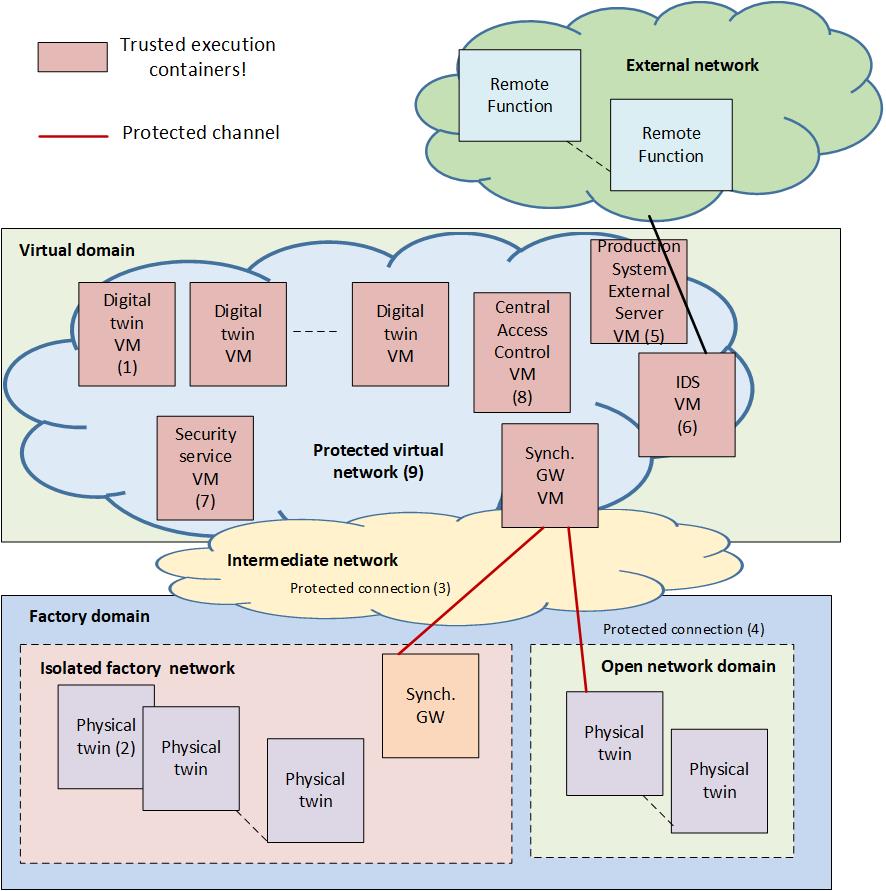 Trusted execution
containers!
Protected channel
External network
Remote
Function
Remote
Function
Virtual domain
Digital
twin
VM
(1)
Digital
twin
VM
Digital
twin
VM
Central
Access
Control
VM
(8)
Production
System
External
Server
VM (5)
IDS
VM
(6)
Security
service
VM
(7)
Protected virtual
network (9)
Synch.
GW
VM
Intermediate network
Protected connection (3)
Factory domain
Protected connection (4)
Isolated factory network
Physical
twin (2)
Physical
twin
Physical
twin
Synch.
GW
Open network domain
Physical
twin
Physical
twin